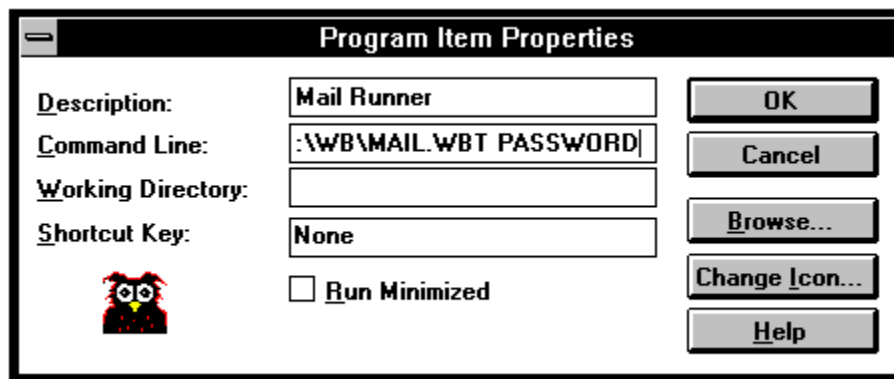 Program Item Properties
Description: Mail Runner
Command Line: :\WB\MAIL.WBT PASSWORD
Working Directory:
Shortcut Key: None
Run Minimized
OK
Cancel
Browse...
Change Icon...
Help